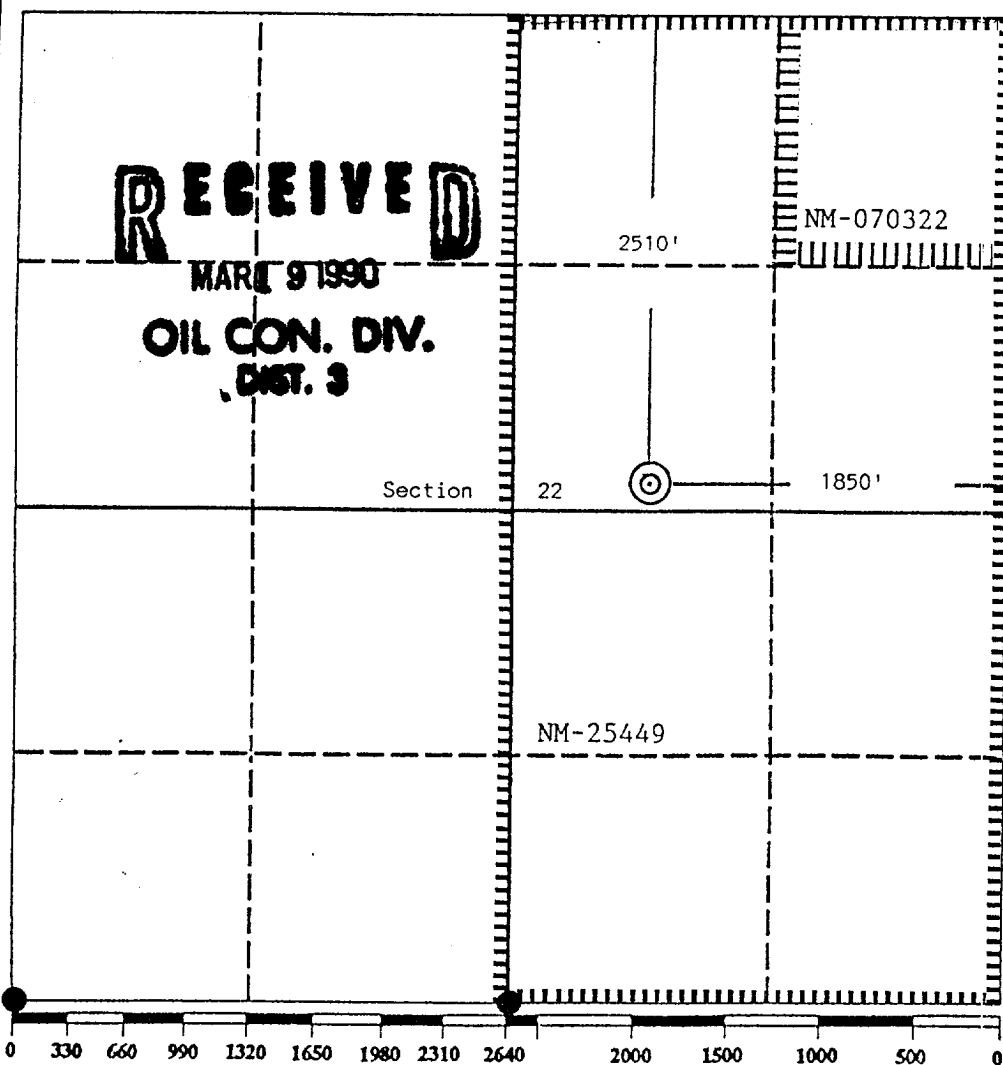 RECEIVED
NM-070322
2510'
MAR 1 9 1990
OIL CON. DIV.
DIST. 3
Section 22
1850'
NM-25449
0 330 660 990 1320 1650 1980 2310 2640 2000 1500 1000 500 0